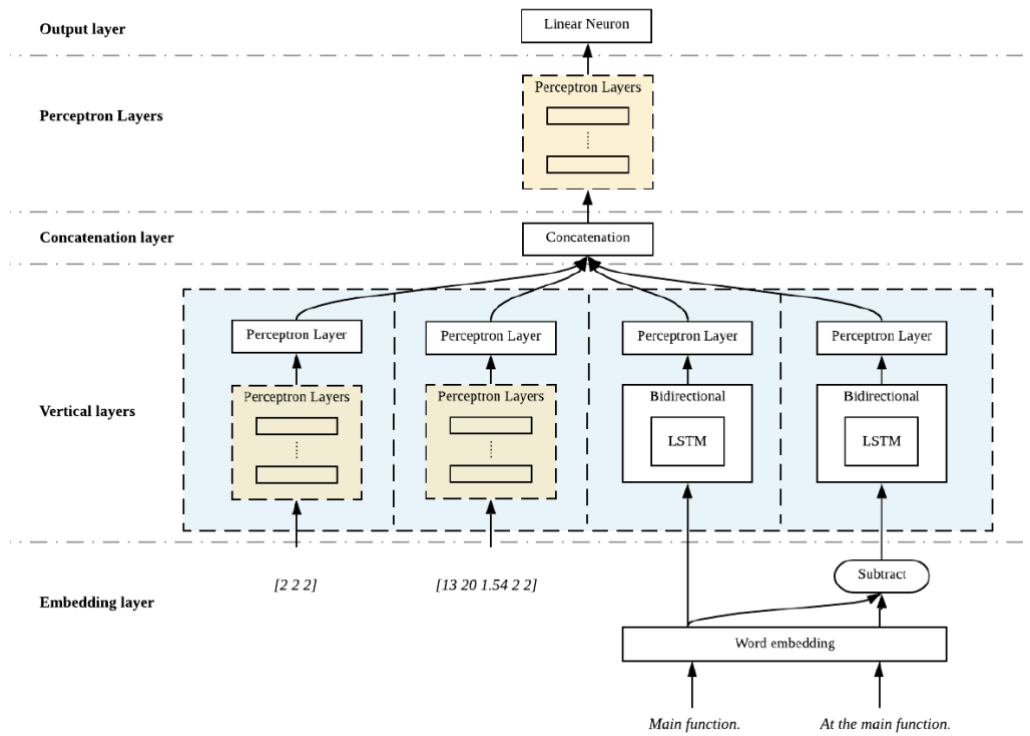 Output layer
Linear Neuron
Perceptron Layers
Perceptron Layers
Concatenation layer
Concatenation
Vertical layers
Perceptron Layer
Perceptron Layer
Perceptron Layer
Perceptron Layer
Perceptron Layers
Perceptron Layers
Bidirectional
LSTM
Bidirectional
LSTM
Embedding layer
[2 2 2]
[13 20 1.54 2 2]
Subtract
Word embedding
Main function.
At the main function.